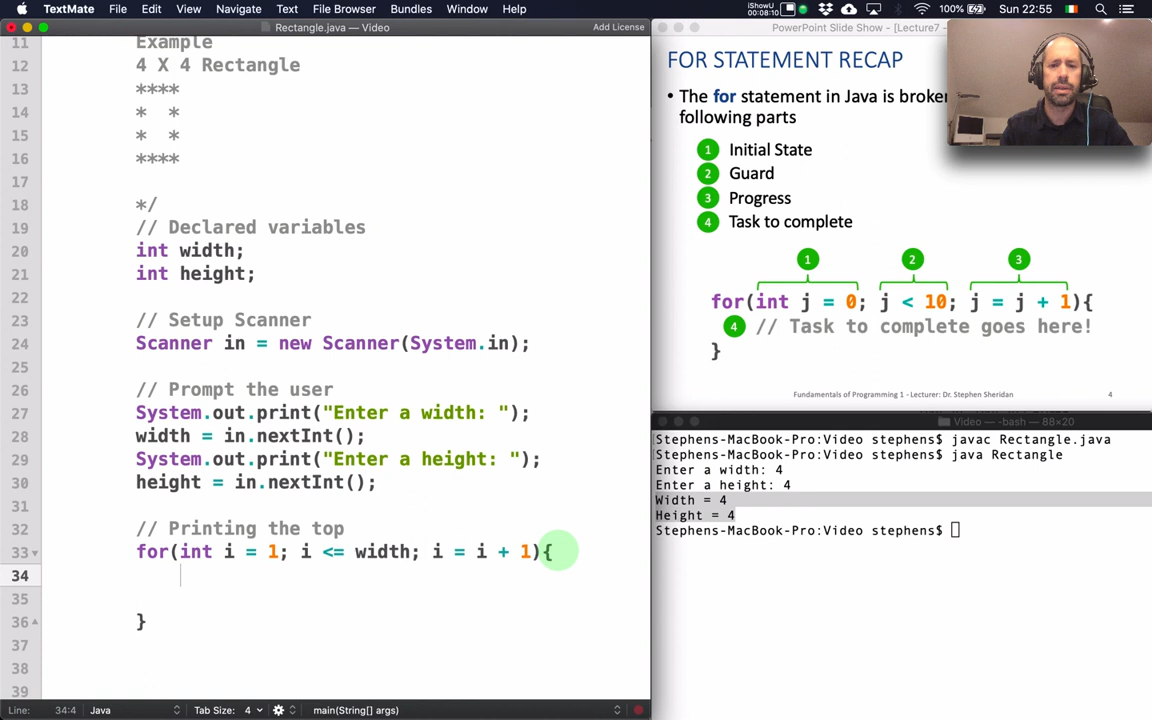 TextMate File Edit View Navigate Text File Browser Bundles Window Help
iShowU
00:08:10
100% Sun 22:55
Rectangle.java — Video
Add License
11 Example
12 4 X 4 Rectangle
13 ****
14 *  *
15 *  *
16 ****
17
18 */
19 // Declared variables
20 int width;
21 int height;
22
23 // Setup Scanner
24 Scanner in = new Scanner(System.in);
25
26 // Prompt the user
27 System.out.print("Enter a width: ");
28 width = in.nextInt();
29 System.out.print("Enter a height: ");
30 height = in.nextInt();
31
32 // Printing the top
33 for(int i = 1; i <= width; i = i + 1){
34
35
36 }
37
38
39
Line: 34:4 Java Tab Size: 4 main(String[] args)
PowerPoint Slide Show - [Lecture7 -
FOR STATEMENT RECAP
• The for statement in Java is broke
following parts
1 Initial State
2 Guard
3 Progress
4 Task to complete
1 2 3
for(int j = 0; j < 10; j = j + 1){
4 // Task to complete goes here!
}
Fundamentals of Programming 1 - Lecturer: Dr. Stephen Sheridan 4
Video — -bash — 88×20
Stephens-MacBook-Pro:Video stephens$ javac Rectangle.java
Stephens-MacBook-Pro:Video stephens$ java Rectangle
Enter a width: 4
Enter a height: 4
Width = 4
Height = 4
Stephens-MacBook-Pro:Video stephens$